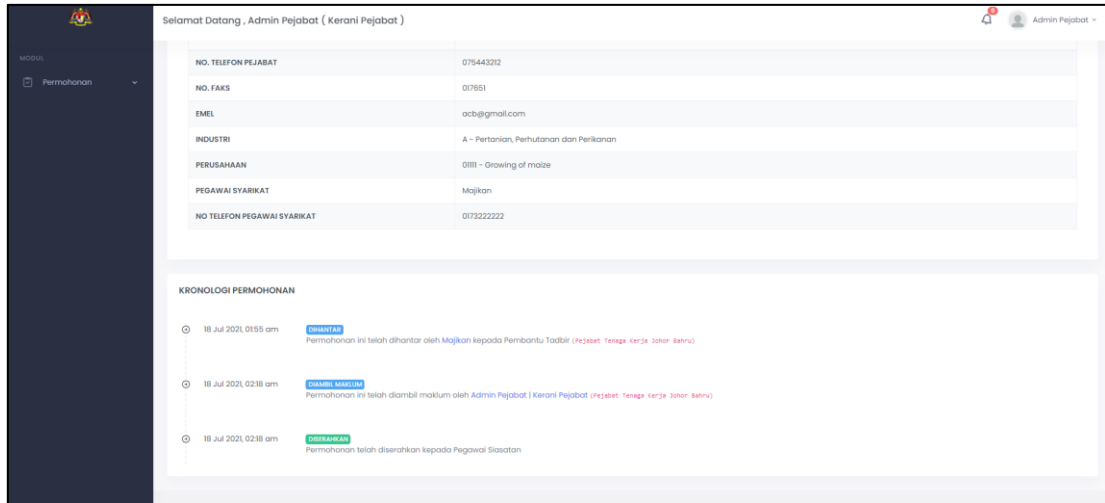 Selamat Datang , Admin Pejabat ( Kerani Pejabat )
0
Admin Pejabat
MODUL
Permohonan
NO. TELEFON PEJABAT 075443212
NO. FAKS 017651
EMEL acb@gmail.com
INDUSTRI A - Pertanian, Perhutanan dan Perikanan
PERUSAHAAN 01111 - Growing of maize
PEGAWAI SYARIKAT Majikan
NO TELEFON PEGAWAI SYARIKAT 0173222222
KRONOLOGI PERMOHONAN
18 Jul 2021, 01:55 am DIHANTAR
Permohonan ini telah dihantar oleh Majikan kepada Pembantu Tadbir (Pejabat Tenaga Kerja Johor Bahru)
18 Jul 2021, 02:18 am DIAMBIL MAKLUM
Permohonan ini telah diambil maklum oleh Admin Pejabat | Kerani Pejabat (Pejabat Tenaga Kerja Johor Bahru)
18 Jul 2021, 02:18 am DISERAHKAN
Permohonan telah diserahkan kepada Pegawai Siasatan